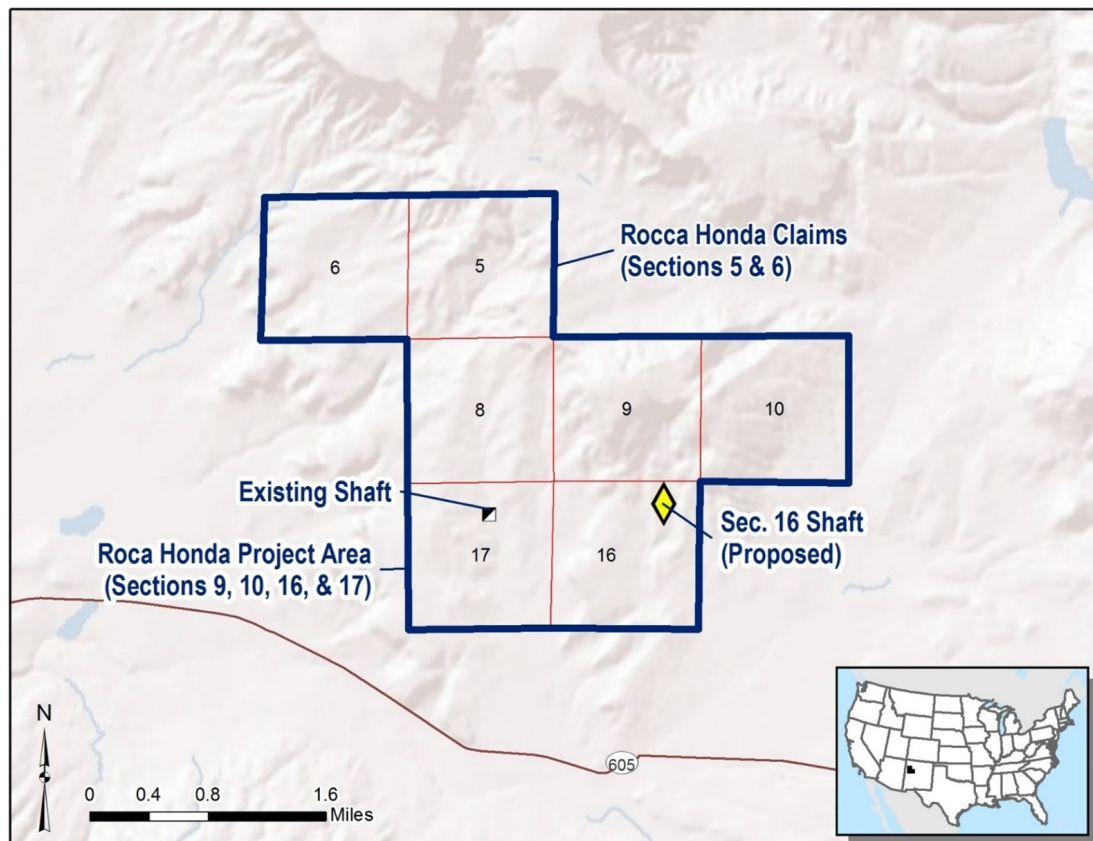 Rocca Honda Claims
(Sections 5 & 6)
6
5
8
9
10
Existing Shaft
Sec. 16 Shaft
(Proposed)
Roca Honda Project Area
(Sections 9, 10, 16, & 17)
17
16
N
605
0 0.4 0.8 1.6
Miles